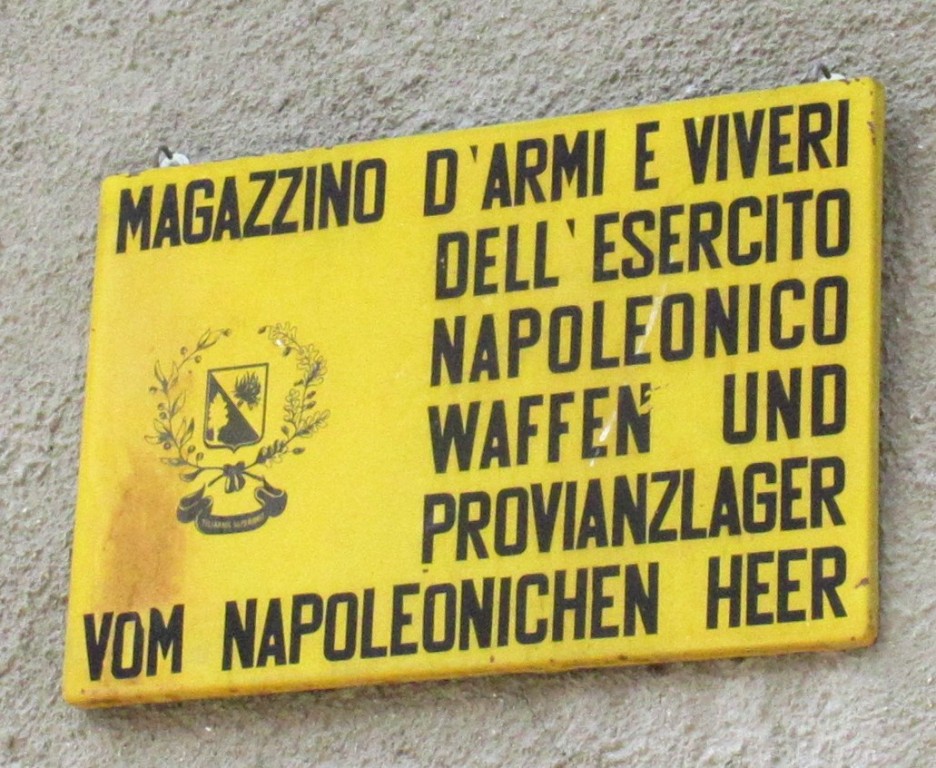 MAGAZZINO D'ARMI E VIVERI
DELL'ESERCITO
NAPOLEONICO
WAFFEN UND
PROVIANZLAGER
VOM NAPOLEONICHEN HEER